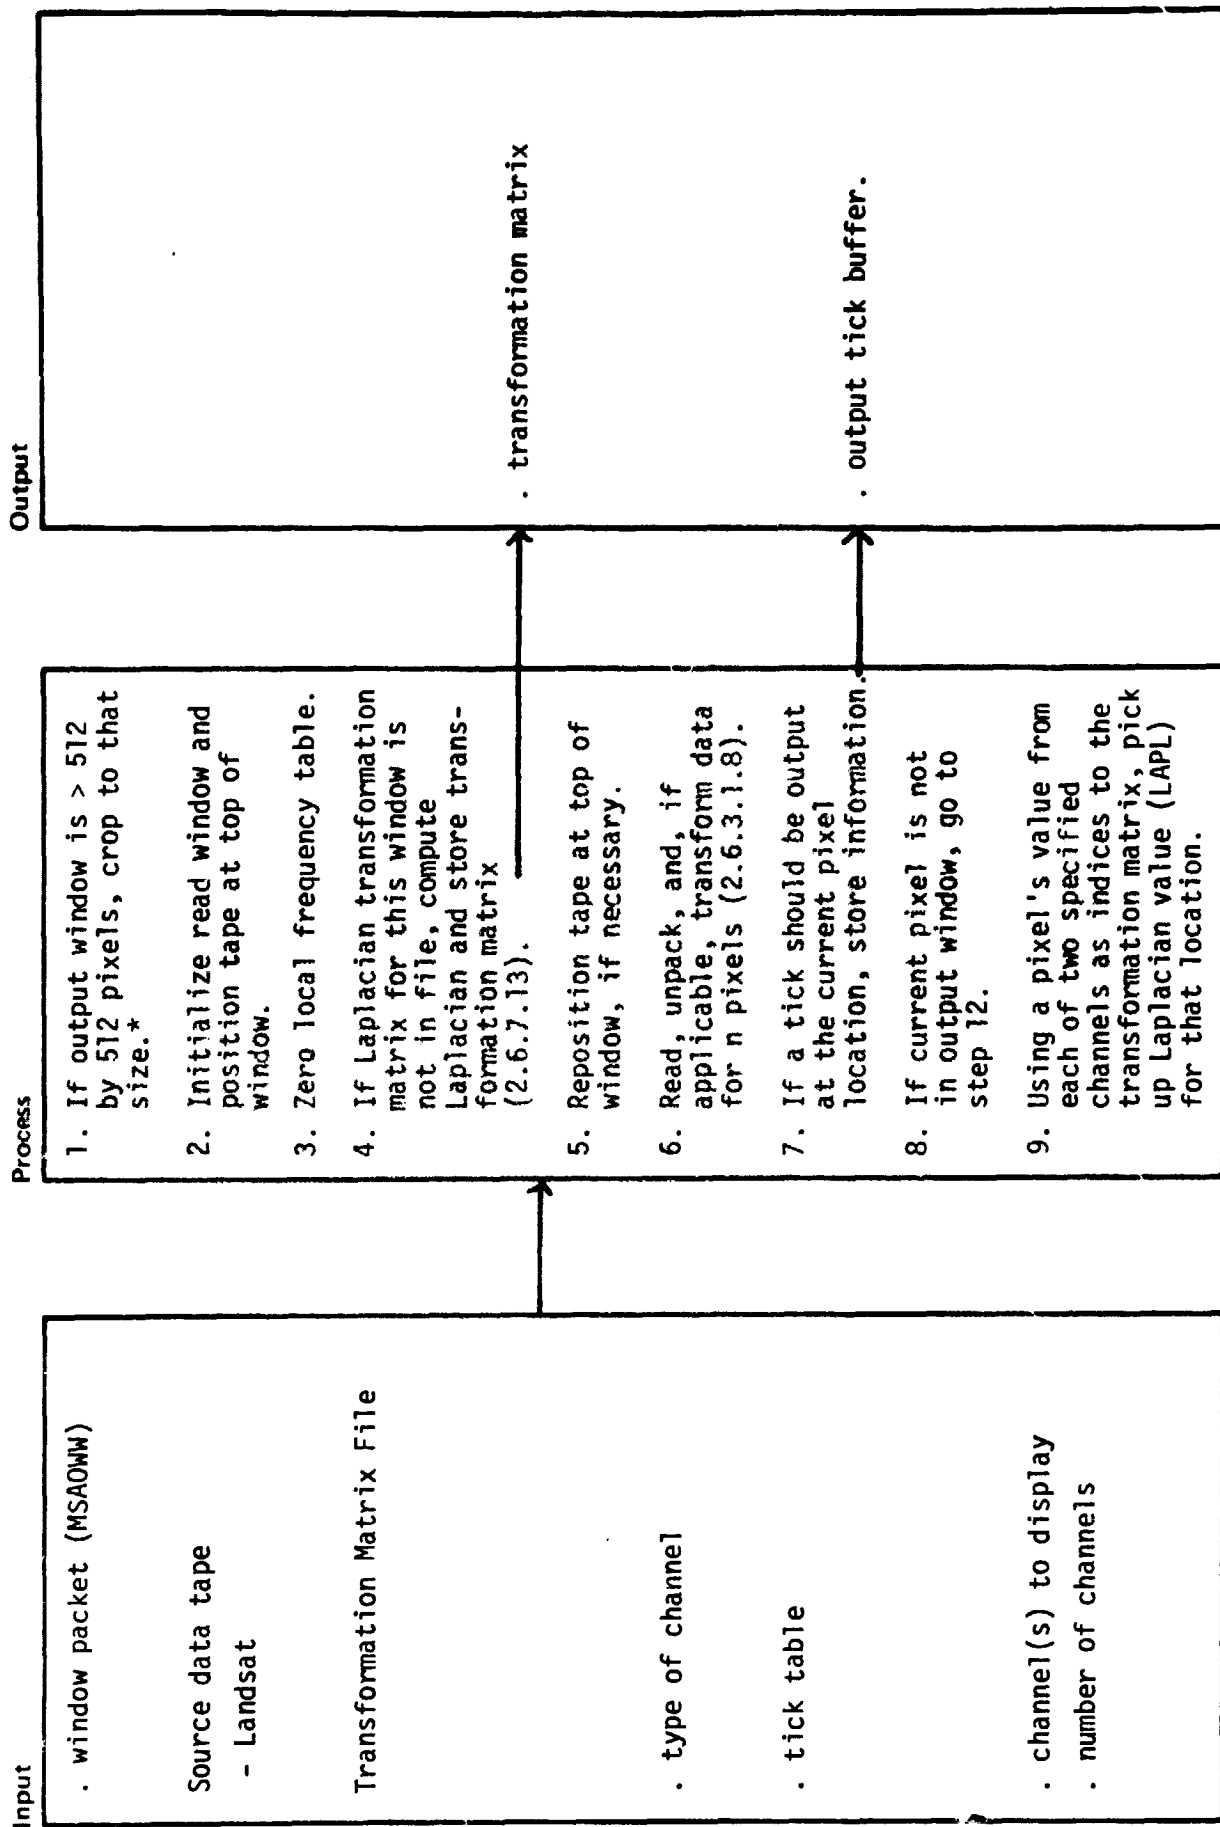 Input
. window packet (MSAOWW)
Source data tape
- Landsat
Transformation Matrix File
. type of channel
. tick table
. channel(s) to display
. number of channels
Process
1. If output window is > 512
by 512 pixels, crop to that
size.*
2. Initialize read window and
position tape at top of
window.
3. Zero local frequency table.
4. If Laplacian transformation
matrix for this window is
not in file, compute
Laplacian and store trans-
formation matrix
(2.6.7.13).
5. Reposition tape at top of
window, if necessary.
6. Read, unpack, and, if
applicable, transform data
for n pixels (2.6.3.1.8).
7. If a tick should be output
at the current pixel
location, store information.
8. If current pixel is not
in output window, go to
step 12.
9. Using a pixel's value from
each of two specified
channels as indices to the
transformation matrix, pick
up Laplacian value (LAPL)
for that location.
Output
. transformation matrix
. output tick buffer.